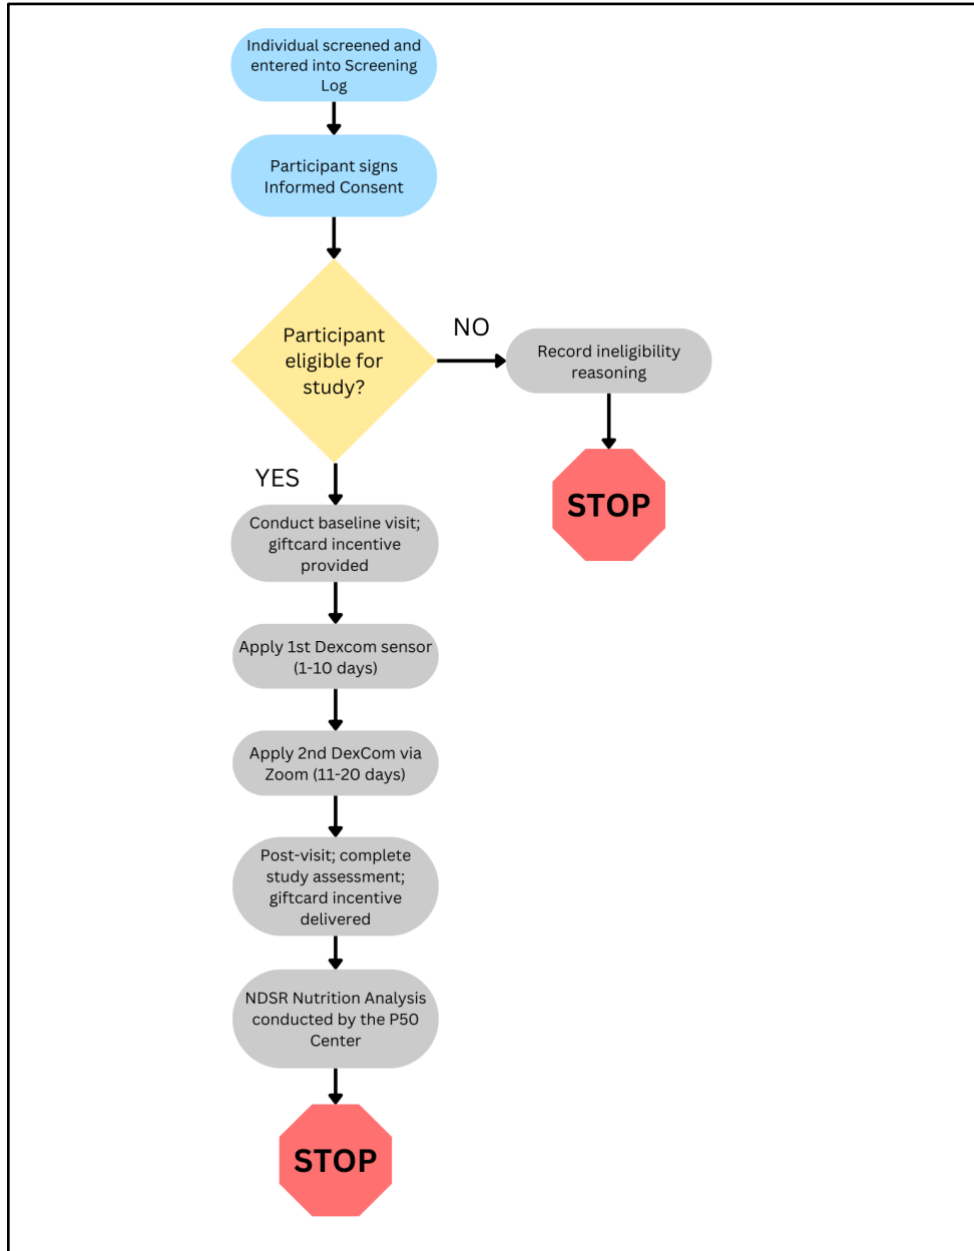 Individual screened and
entered into Screening
Log
Participant signs
Informed Consent
Participant
eligible for
study?
NO
Record ineligibility
reasoning
STOP
YES
Conduct baseline visit;
giftcard incentive
provided
Apply 1st Dexcom sensor
(1-10 days)
Apply 2nd DexCom via
Zoom (11-20 days)
Post-visit; complete
study assessment;
giftcard incentive
delivered
NDSR Nutrition Analysis
conducted by the P50
Center
STOP